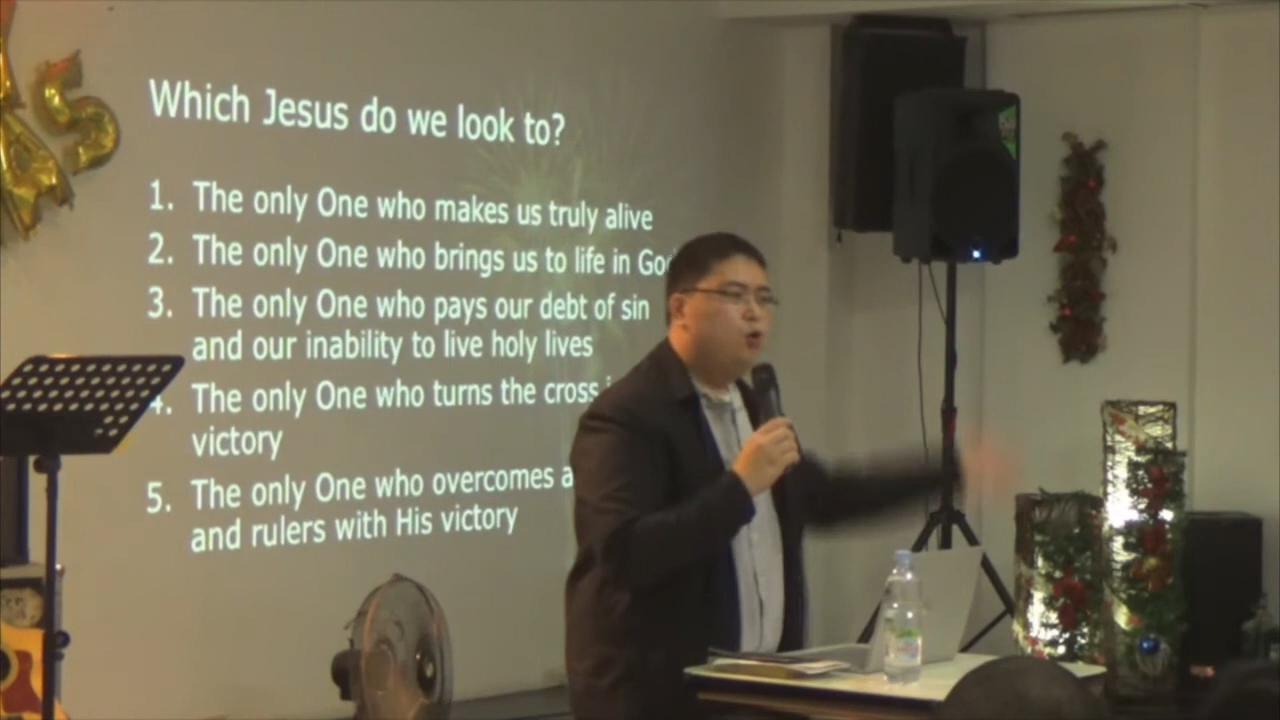 Which Jesus do we look to?
1. The only One who makes us truly alive
2. The only One who brings us to life in
3. The only One who pays our debt of sin
and our inability to live holy lives
4. The only One who turns the cross
victory
5. The only One who overcomes
and rulers with His victory